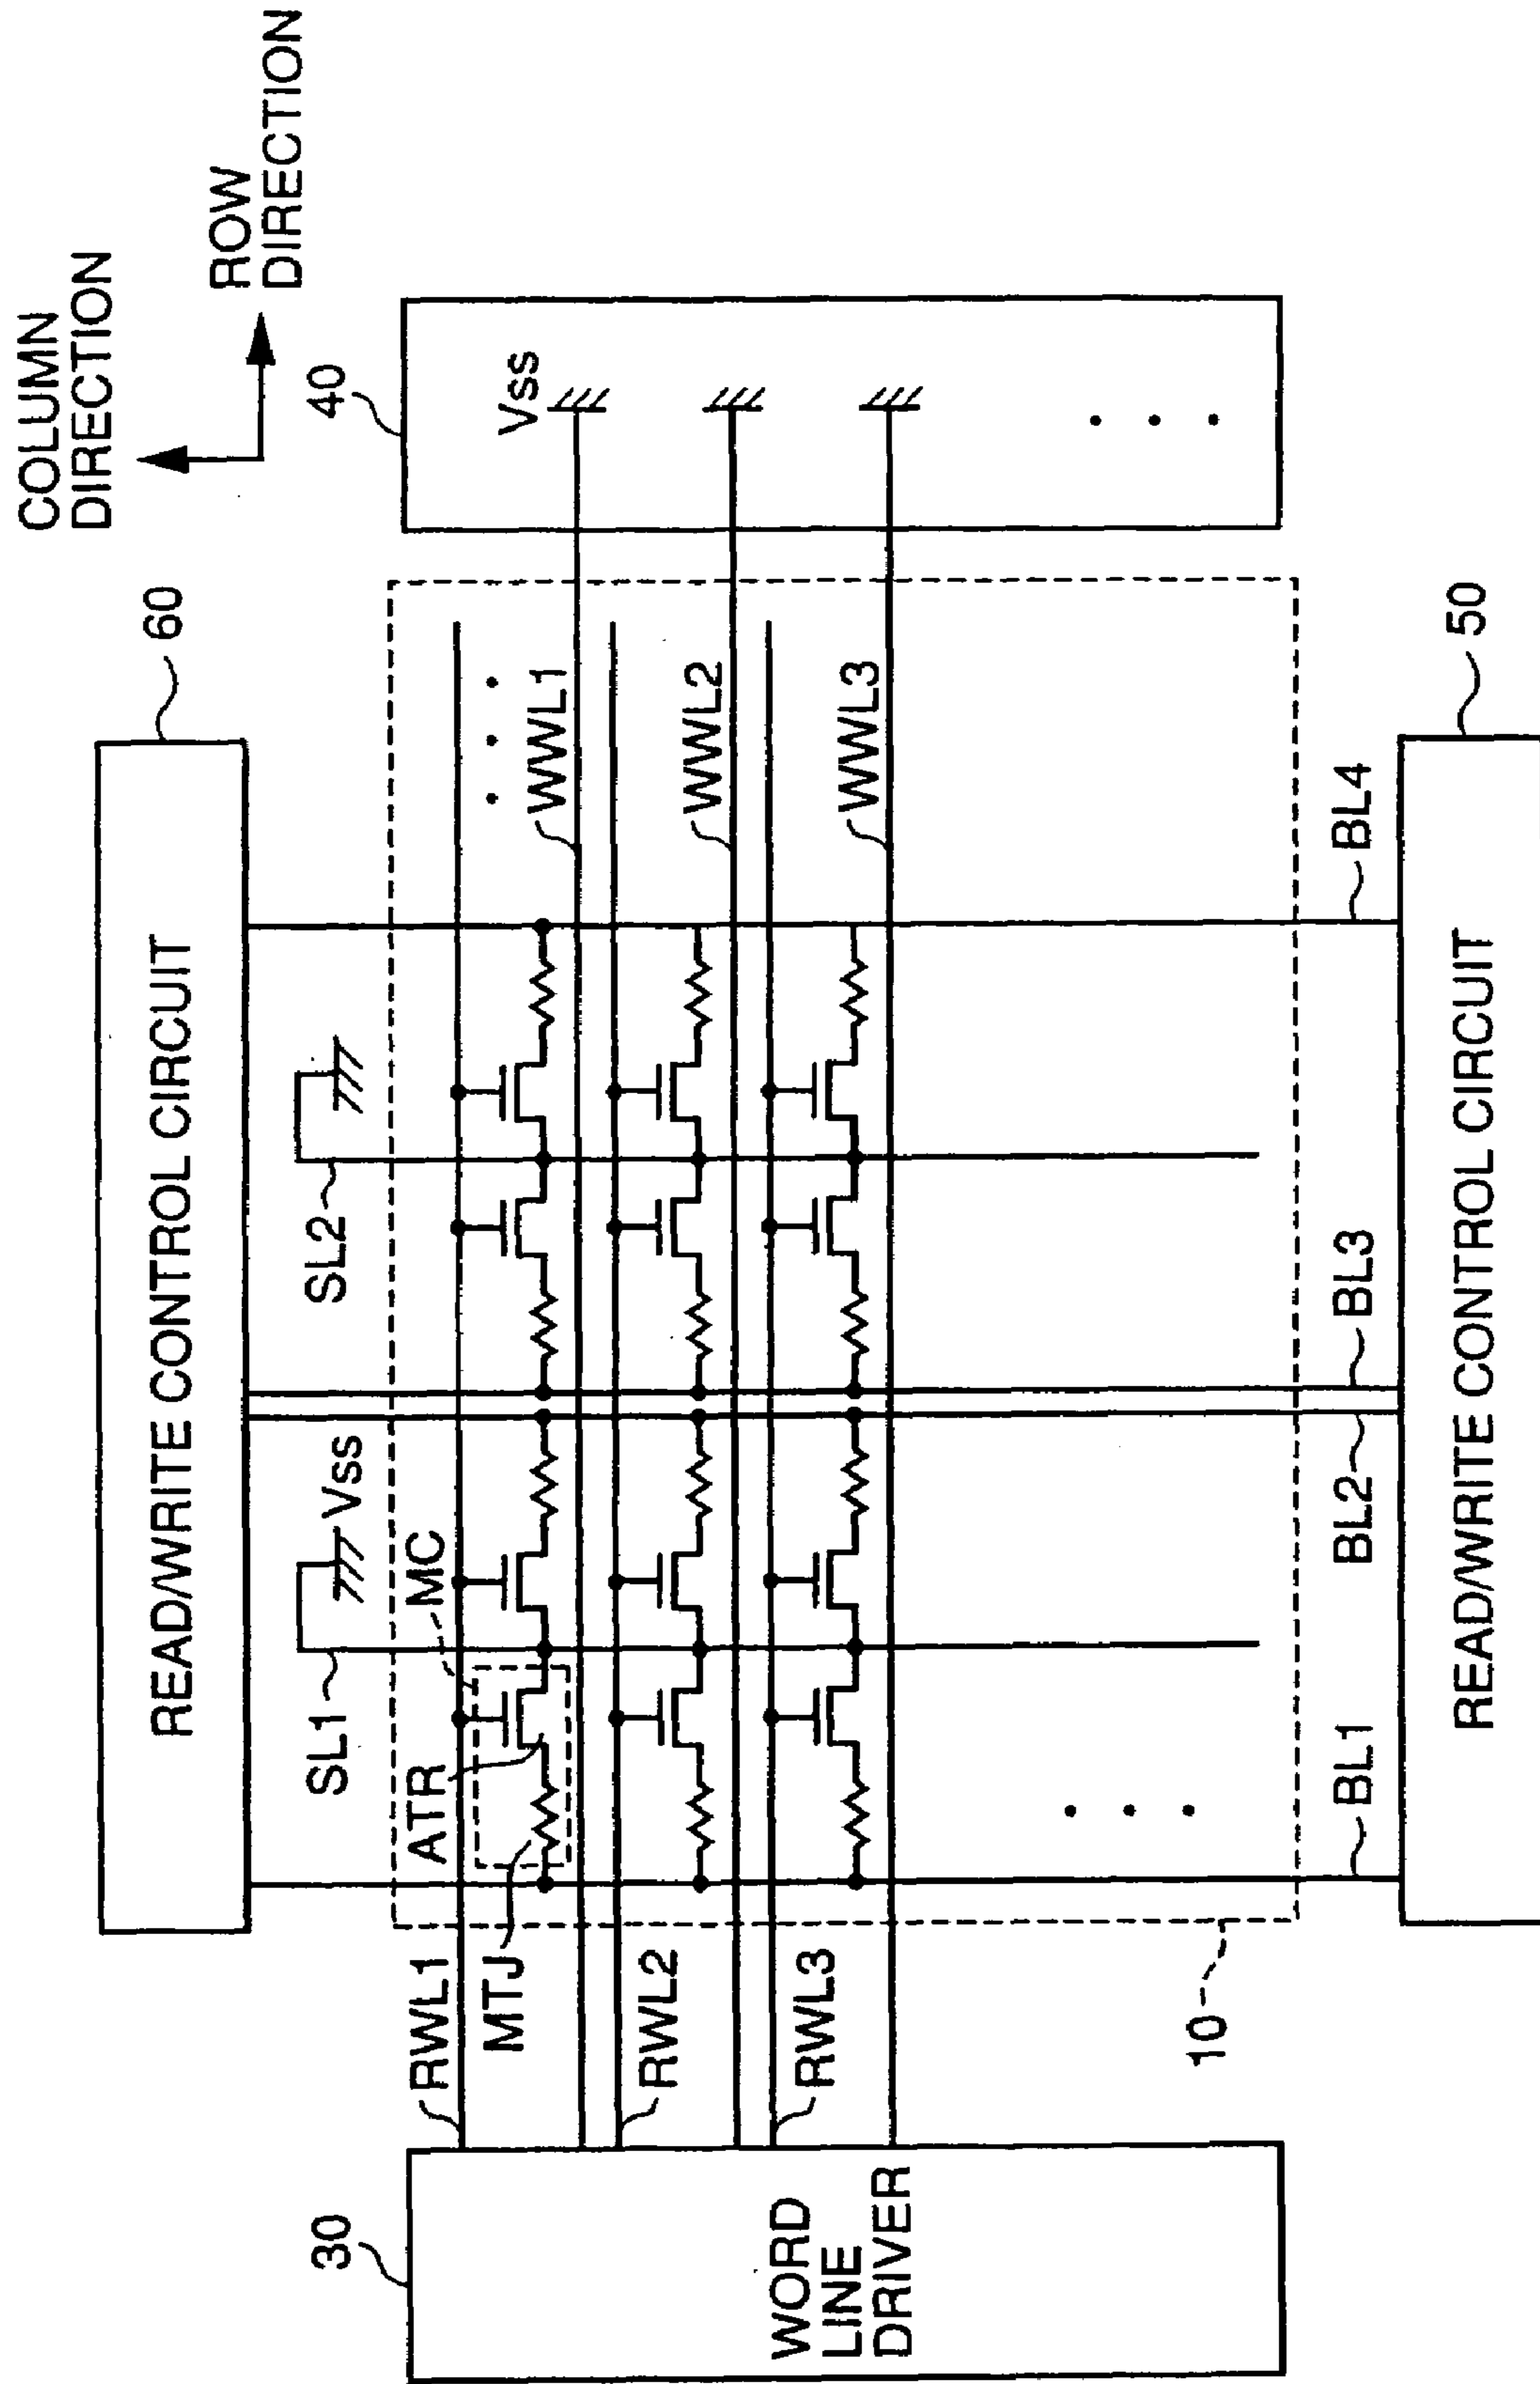 COLUMN
DIRECTION
ROW
DIRECTION
60
READ/WRITE CONTROL CIRCUIT
40
Vss
30
WORD
LINE
DRIVER
SL1
Vss
SL2
RWL1
ATR
MC
MTJ
WWL1
RWL2
WWL2
RWL3
WWL3
10
BL1
BL2
BL3
BL4
50
READ/WRITE CONTROL CIRCUIT